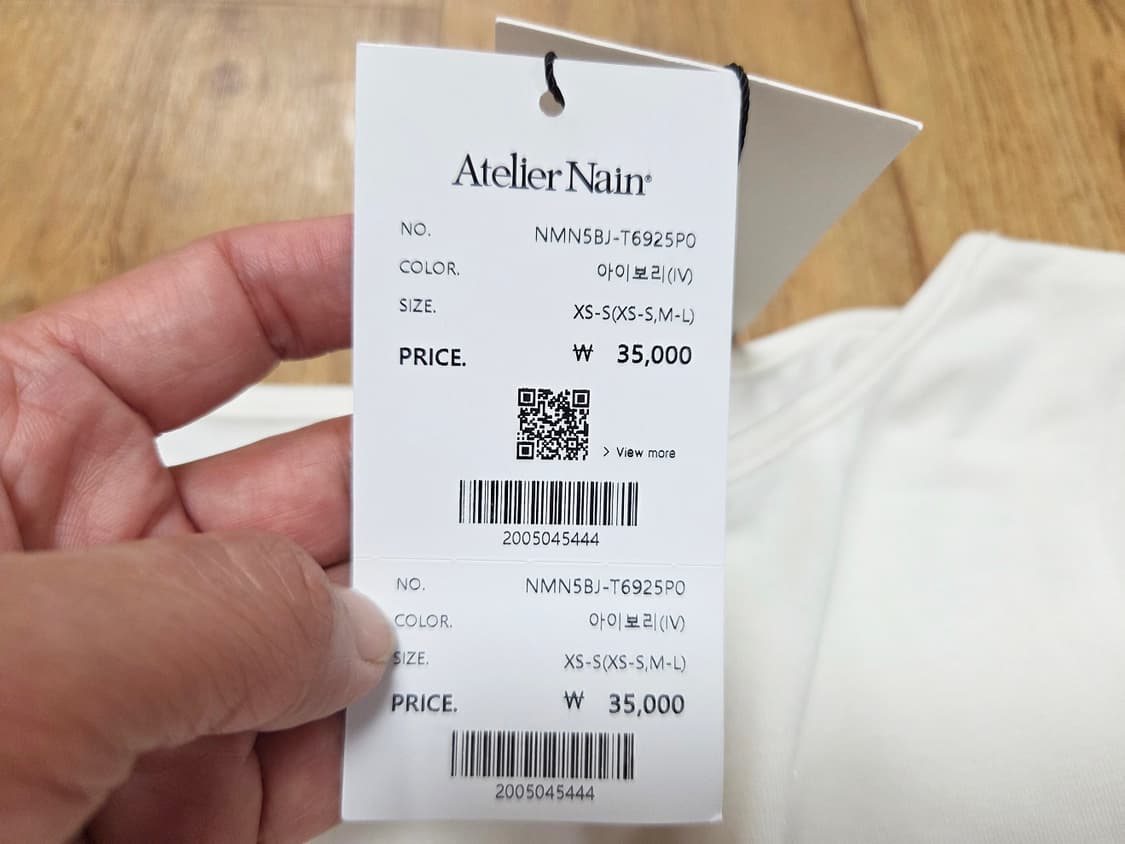 Atelier Nain®
NO. NMN5BJ-T6925P0
COLOR. 아이보리(IV)
SIZE. XS-S(XS-S,M-L)
PRICE. ₩ 35,000
> View more
2005045444
NO. NMN5BJ-T6925P0
COLOR. 아이보리(IV)
SIZE. XS-S(XS-S,M-L)
PRICE. ₩ 35,000
2005045444